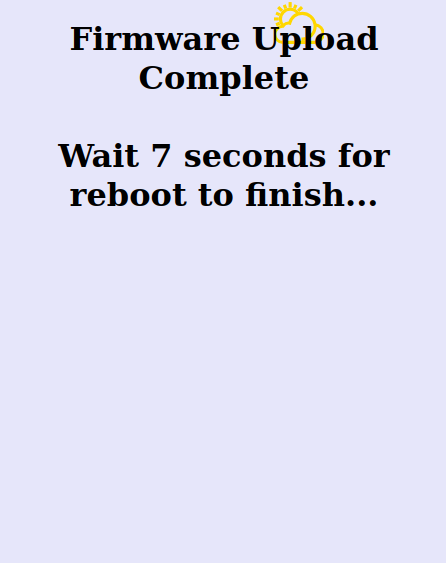 Firmware Upload
Complete
Wait 7 seconds for
reboot to finish...